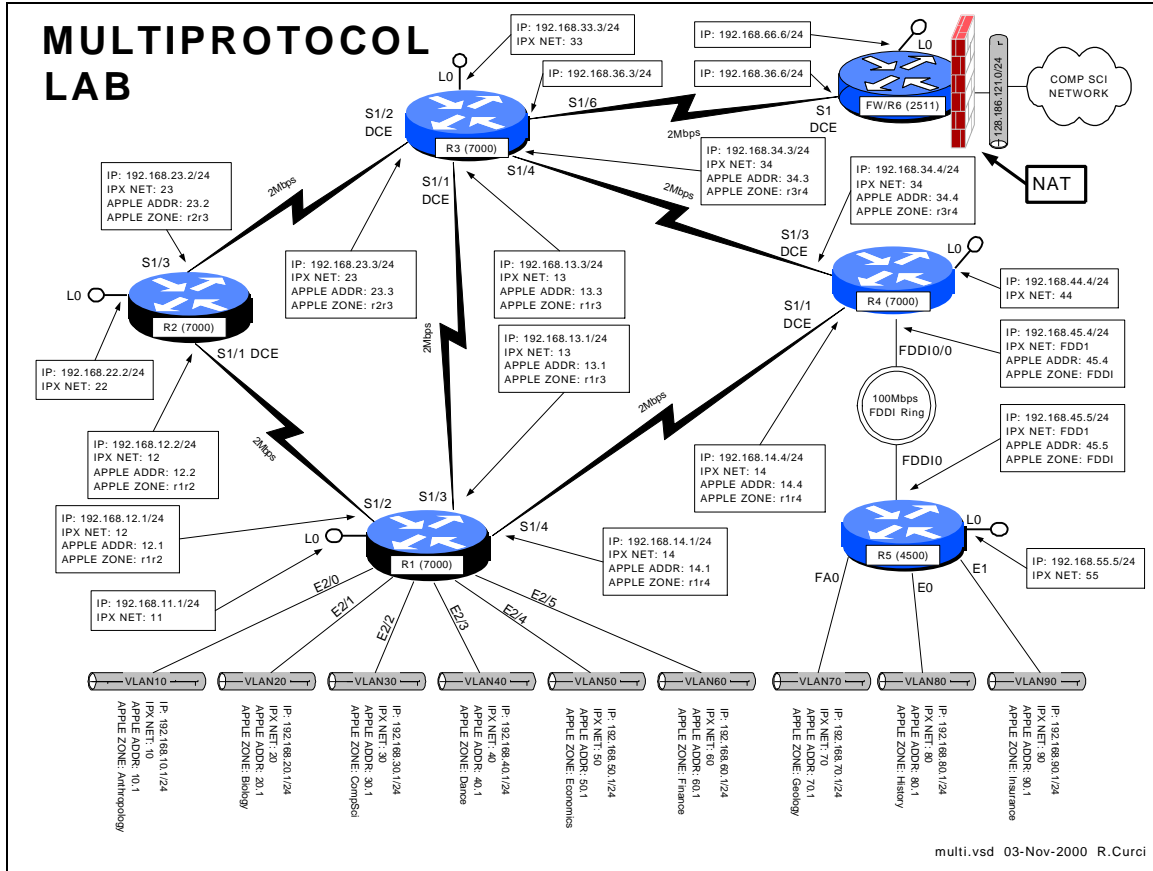 MULTIPROTOCOL
LAB
IP: 192.168.33.3/24
IPX NET: 33
L0
IP: 192.168.36.3/24
S1/2
DCE
R3 (7000)
S1/6
S1/1
DCE
S1/4
IP: 192.168.66.6/24
L0
IP: 192.168.36.6/24
S1
DCE
FW/R6 (2511)
2Mbps
128.186.121.0/24
COMP SCI
NETWORK
NAT
IP: 192.168.34.3/24
IPX NET: 34
APPLE ADDR: 34.3
APPLE ZONE: r3r4
IP: 192.168.34.4/24
IPX NET: 34
APPLE ADDR: 34.4
APPLE ZONE: r3r4
2Mbps
IP: 192.168.23.2/24
IPX NET: 23
APPLE ADDR: 23.2
APPLE ZONE: r2r3
2Mbps
S1/3
L0
R2 (7000)
S1/1 DCE
IP: 192.168.22.2/24
IPX NET: 22
IP: 192.168.23.3/24
IPX NET: 23
APPLE ADDR: 23.3
APPLE ZONE: r2r3
IP: 192.168.13.3/24
IPX NET: 13
APPLE ADDR: 13.3
APPLE ZONE: r1r3
IP: 192.168.13.1/24
IPX NET: 13
APPLE ADDR: 13.1
APPLE ZONE: r1r3
2Mbps
S1/3
DCE
L0
R4 (7000)
S1/1
DCE
IP: 192.168.44.4/24
IPX NET: 44
FDDI0/0
IP: 192.168.45.4/24
IPX NET: FDD1
APPLE ADDR: 45.4
APPLE ZONE: FDDI
100Mbps
FDDI Ring
IP: 192.168.45.5/24
IPX NET: FDD1
APPLE ADDR: 45.5
APPLE ZONE: FDDI
FDDI0
2Mbps
IP: 192.168.14.4/24
IPX NET: 14
APPLE ADDR: 14.4
APPLE ZONE: r1r4
IP: 192.168.12.2/24
IPX NET: 12
APPLE ADDR: 12.2
APPLE ZONE: r1r2
2Mbps
IP: 192.168.12.1/24
IPX NET: 12
APPLE ADDR: 12.1
APPLE ZONE: r1r2
S1/2
S1/3
S1/4
L0
R1 (7000)
IP: 192.168.11.1/24
IPX NET: 11
IP: 192.168.14.1/24
IPX NET: 14
APPLE ADDR: 14.1
APPLE ZONE: r1r4
L0
R5 (4500)
IP: 192.168.55.5/24
IPX NET: 55
E2/0
E2/1
E2/2
E2/3
E2/4
E2/5
FA0
E0
E1
VLAN10
VLAN20
VLAN30
VLAN40
VLAN50
VLAN60
VLAN70
VLAN80
VLAN90
IP: 192.168.10.1/24
IPX NET: 10
APPLE ADDR: 10.1
APPLE ZONE: Anthropology
IP: 192.168.20.1/24
IPX NET: 20
APPLE ADDR: 20.1
APPLE ZONE: Biology
IP: 192.168.30.1/24
IPX NET: 30
APPLE ADDR: 30.1
APPLE ZONE: CompSci
IP: 192.168.40.1/24
IPX NET: 40
APPLE ADDR: 40.1
APPLE ZONE: Dance
IP: 192.168.50.1/24
IPX NET: 50
APPLE ADDR: 50.1
APPLE ZONE: Economics
IP: 192.168.60.1/24
IPX NET: 60
APPLE ADDR: 60.1
APPLE ZONE: Finance
IP: 192.168.70.1/24
IPX NET: 70
APPLE ADDR: 70.1
APPLE ZONE: Geology
IP: 192.168.80.1/24
IPX NET: 80
APPLE ADDR: 80.1
APPLE ZONE: History
IP: 192.168.90.1/24
IPX NET: 90
APPLE ADDR: 90.1
APPLE ZONE: Insurance
multi.vsd 03-Nov-2000 R.Curci